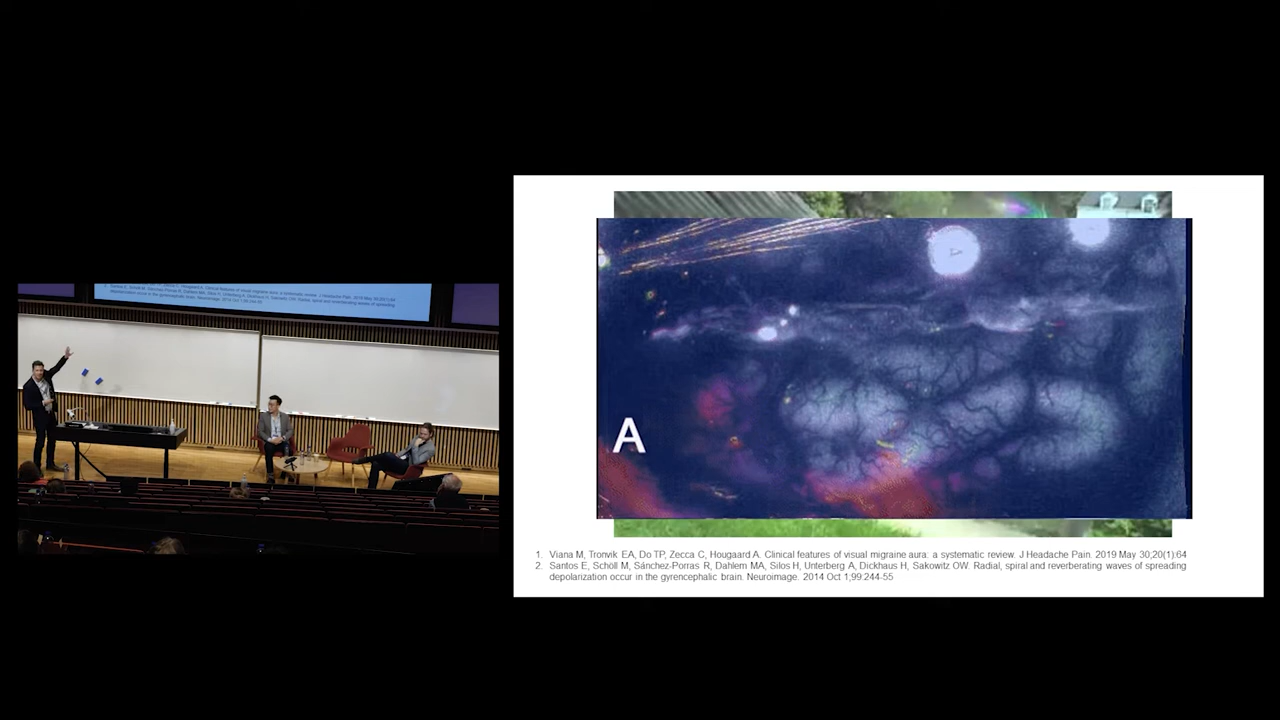 A
1. Viana M, Tronvik EA, Do TP, Zecca C, Hougaard A. Clinical features of visual migraine aura: a systematic review. J Headache Pain. 2019 May 30;20(1):64
2. Santos E, Schöll M, Sánchez-Porras R, Dahlem MA, Silos H, Unterberg A, Dickhaus H, Sakowitz OW. Radial, spiral and reverberating waves of spreading
depolarization occur in the gyrencephalic brain. Neuroimage. 2014 Oct 1;99:244-55